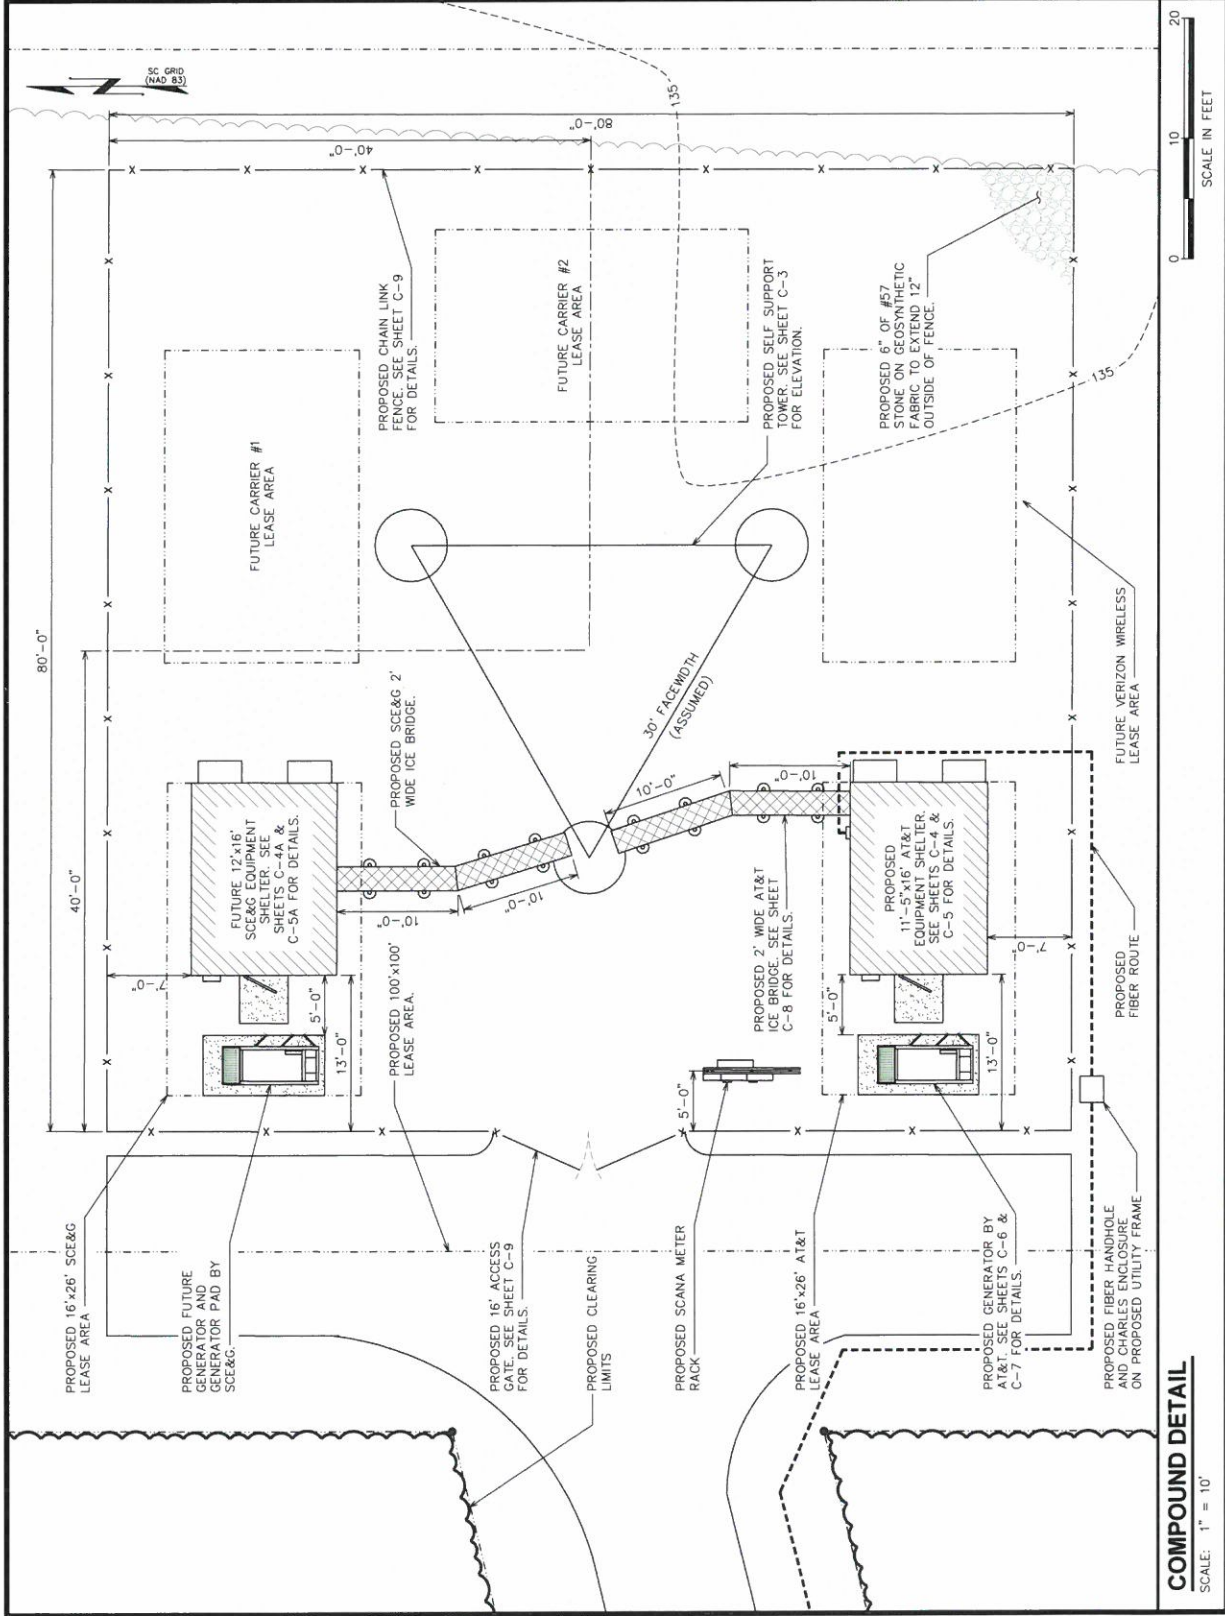 SC GRID
(NAD 83)
80'-0"
40'-0"
80'-0"
40'-0"
135
FUTURE CARRIER #1
LEASE AREA
PROPOSED CHAIN LINK
FENCE. SEE SHEET C-9
FOR DETAILS.
FUTURE CARRIER #2
LEASE AREA
PROPOSED SELF SUPPORT
TOWER. SEE SHEET C-3
FOR ELEVATION.
PROPOSED 6" OF #57
STONE ON GEOSYNTHETIC
FABRIC TO EXTEND 12"
OUTSIDE OF FENCE.
135
FUTURE 12'x16'
SCE&G EQUIPMENT
SHELTER. SEE
SHEETS C-4A &
C-5A FOR DETAILS.
PROPOSED SCE&G 2'
WIDE ICE BRIDGE.
30' FACEWIDTH
(ASSUMED)
10'-0"
10'-0"
10'-0"
10'-0"
PROPOSED
11'-5"x16' AT&T
EQUIPMENT SHELTER.
SEE SHEETS C-4 &
C-5 FOR DETAILS.
FUTURE VERIZON WIRELESS
LEASE AREA
7'-0"
5'-0"
13'-0"
PROPOSED 100'x100'
LEASE AREA.
PROPOSED 2' WIDE AT&T
ICE BRIDGE. SEE SHEET
C-8 FOR DETAILS.
5'-0"
5'-0"
13'-0"
7'-0"
PROPOSED
FIBER ROUTE
PROPOSED 16'x26' SCE&G
LEASE AREA
PROPOSED FUTURE
GENERATOR AND
GENERATOR PAD BY
SCE&G.
PROPOSED 16' ACCESS
GATE. SEE SHEET C-9
FOR DETAILS.
PROPOSED CLEARING
LIMITS
PROPOSED SCANA METER
RACK
PROPOSED 16'x26' AT&T
LEASE AREA
PROPOSED GENERATOR BY
AT&T. SEE SHEETS C-6 &
C-7 FOR DETAILS.
PROPOSED FIBER HANDHOLE
AND CHARLES ENCLOSURE
ON PROPOSED UTILITY FRAME
COMPOUND DETAIL
SCALE: 1" = 10'
0 10 20
SCALE IN FEET